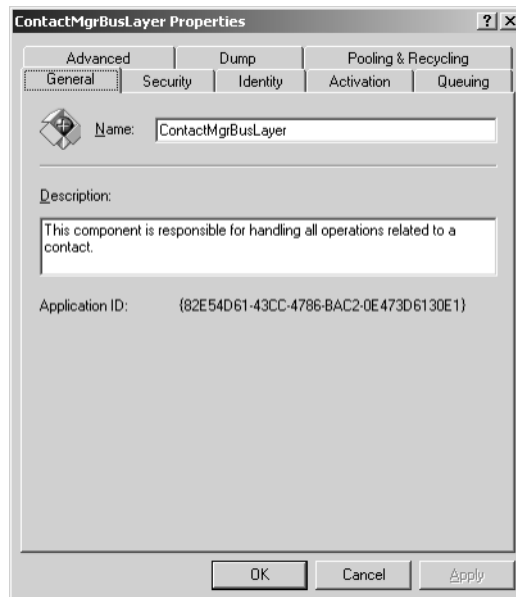 ContactMgrBusLayer Properties
Advanced Dump Pooling & Recycling
General Security Identity Activation Queuing
Name: ContactMgrBusLayer
Description:
This component is responsible for handling all operations related to a
contact.
Application ID: {82E54D61-43CC-4786-BAC2-0E473D6130E1}
OK Cancel Apply